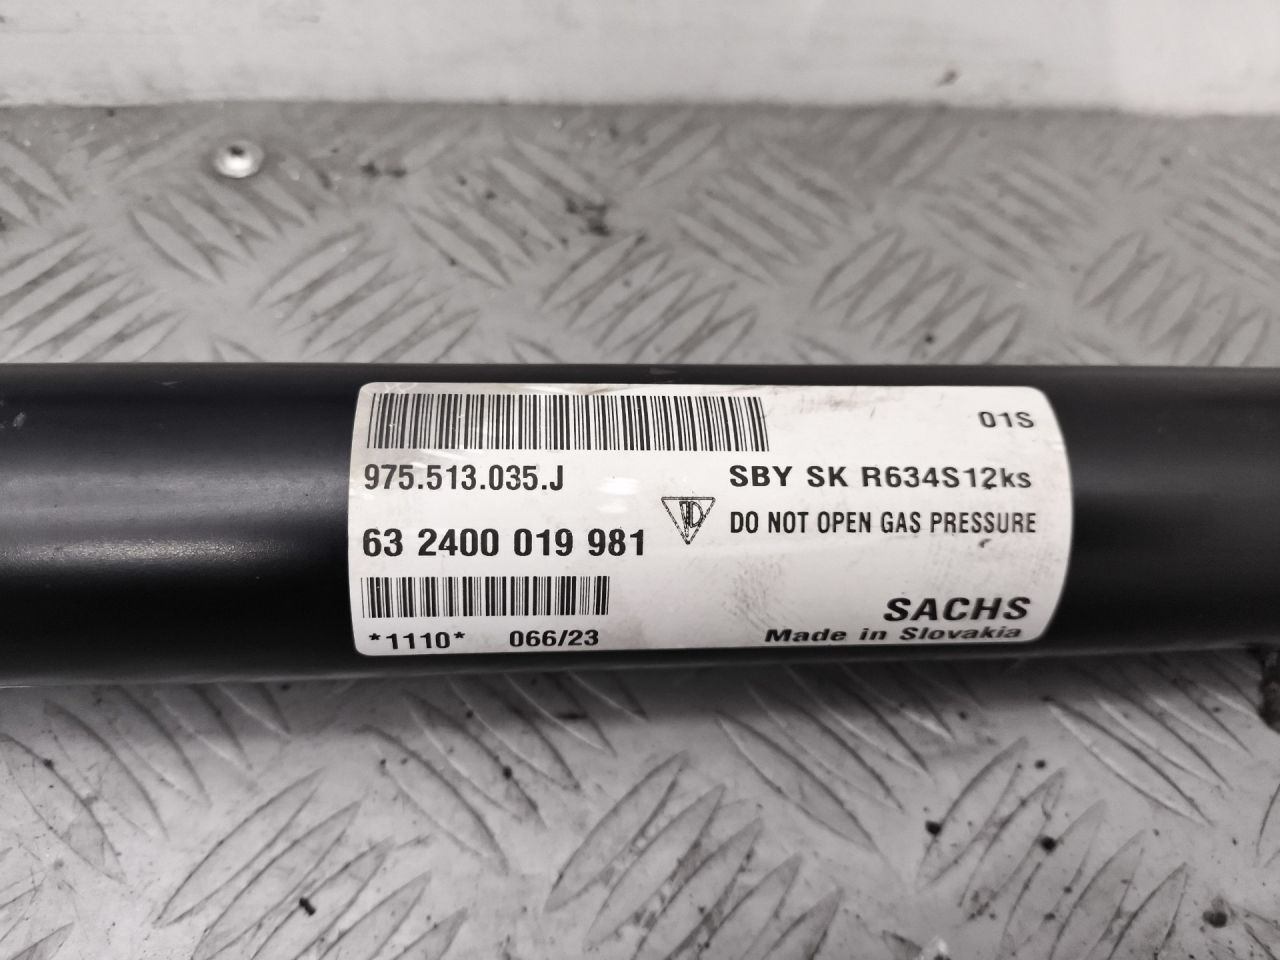 01S
975.513.035.J
SBY SK R634S12ks
63 2400 019 981
DO NOT OPEN GAS PRESSURE
SACHS
*1110* 066/23
Made in Slovakia